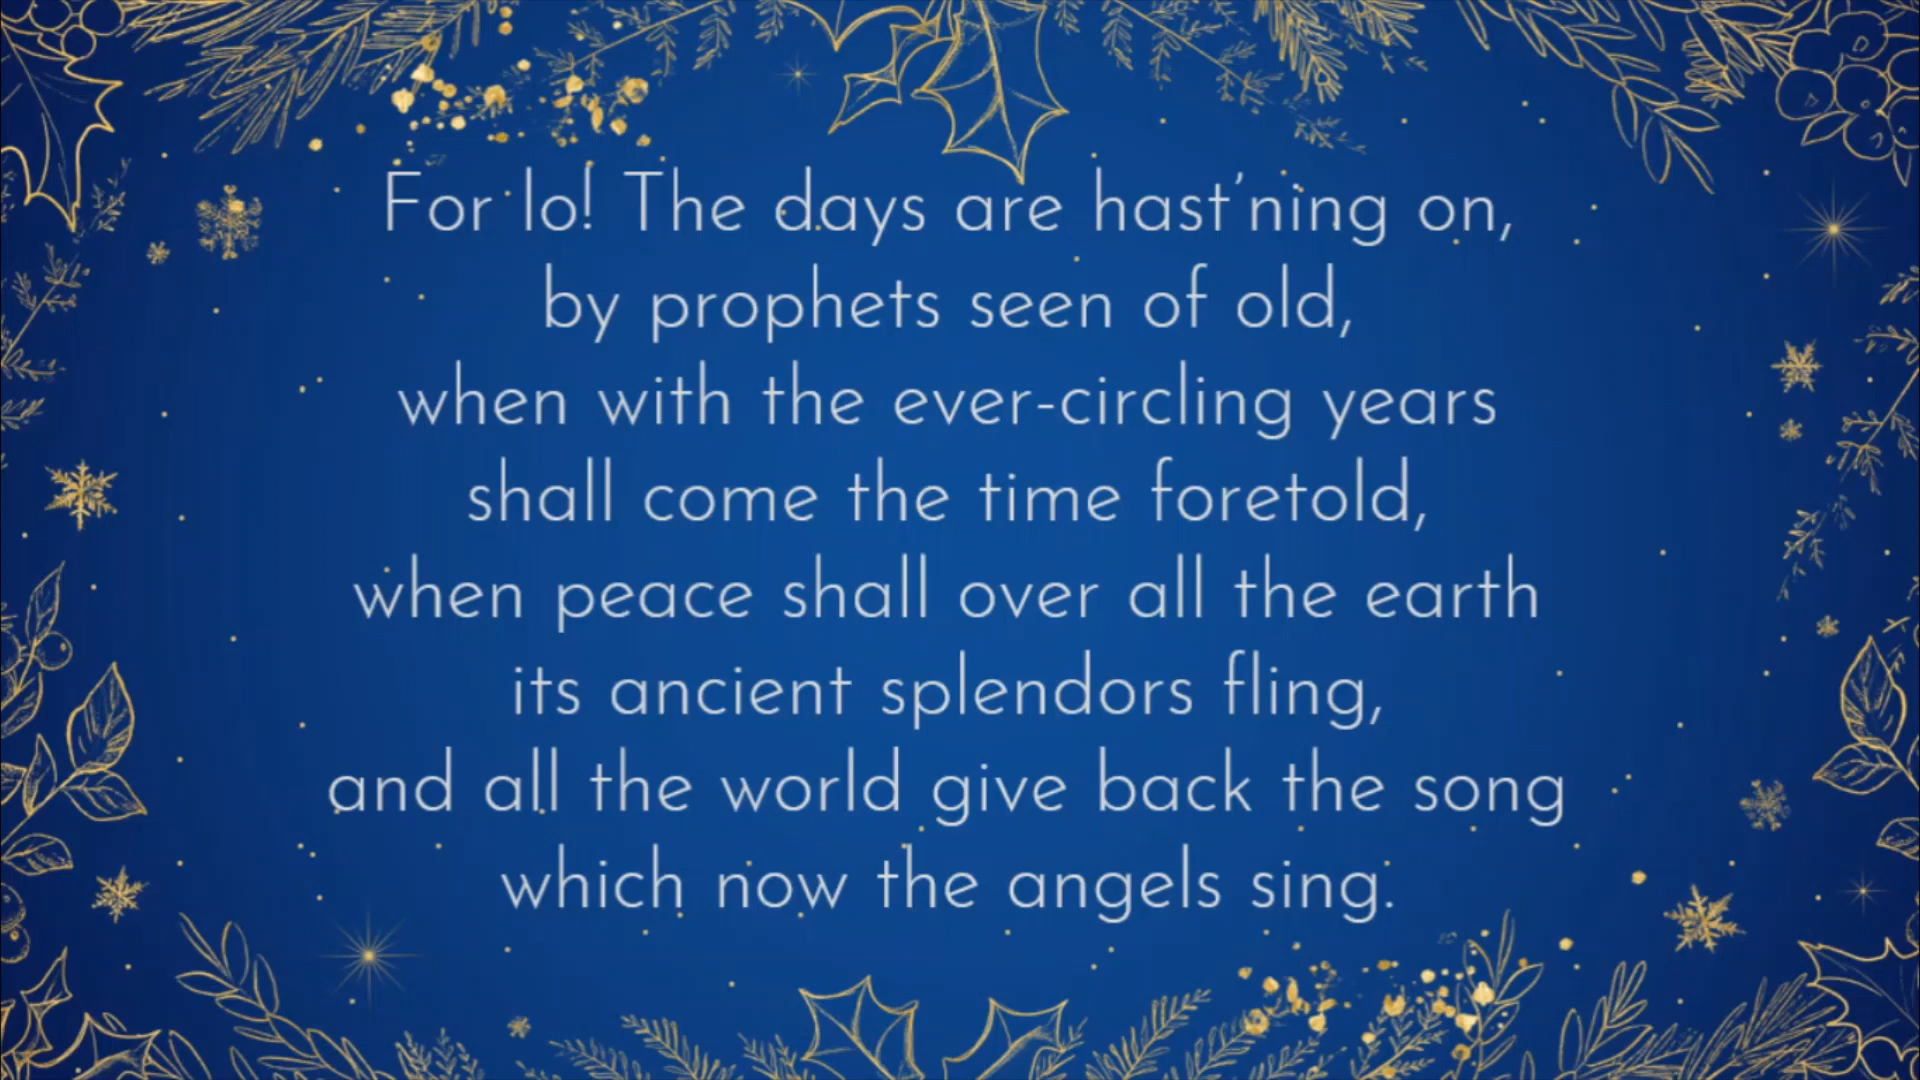 For lo! The days are hast’ning on,
by prophets seen of old,
when with the ever-circling years
shall come the time foretold,
when peace shall over all the earth
its ancient splendors fling,
and all the world give back the song
which now the angels sing.